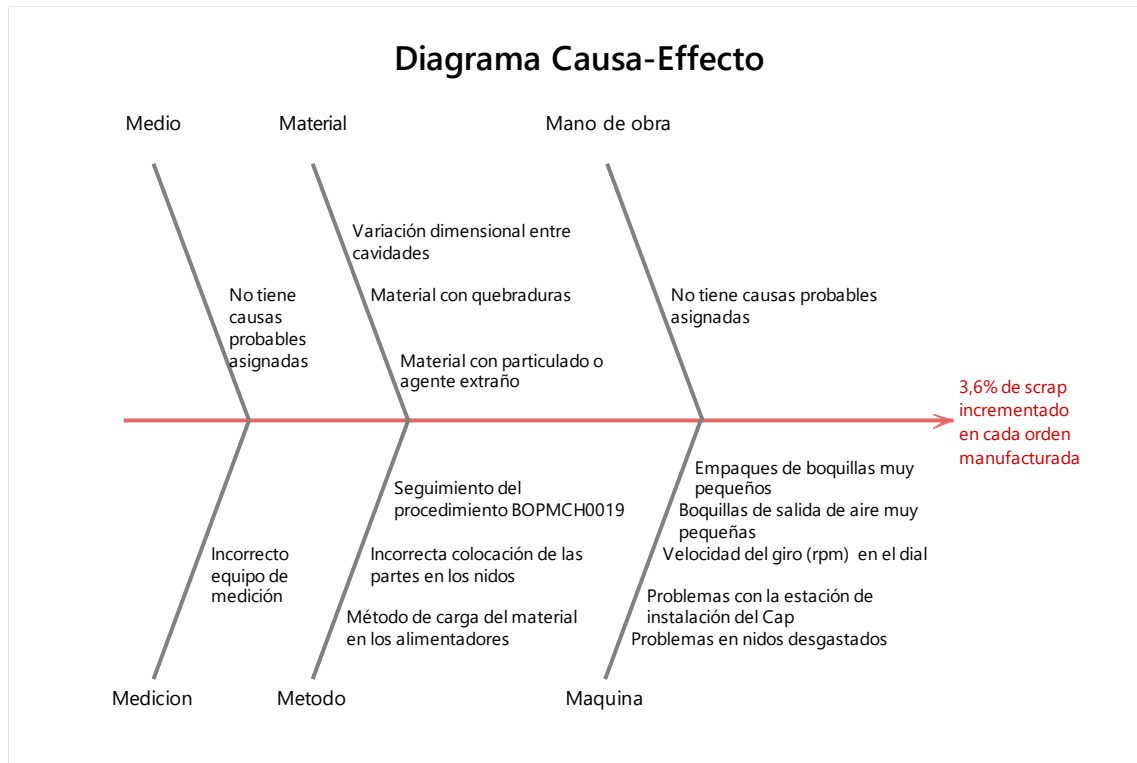 Diagrama Causa-Effecto
Medio
Material
Mano de obra
Variación dimensional entre
cavidades
Material con quebraduras
Material con particulado o
agente extraño
No tiene
causas
probables
asignadas
No tiene causas probables
asignadas
3,6% de scrap
incrementado
en cada orden
manufacturada
Incorrecto
equipo de
medición
Seguimiento del
procedimiento BOPMCH0019
Incorrecta colocación de las
partes en los nidos
Método de carga del material
en los alimentadores
Empaques de boquillas muy
pequeños
Boquillas de salida de aire muy
pequeñas
Velocidad del giro (rpm) en el dial
Problemas con la estación de
instalación del Cap
Problemas en nidos desgastados
Medicion
Metodo
Maquina